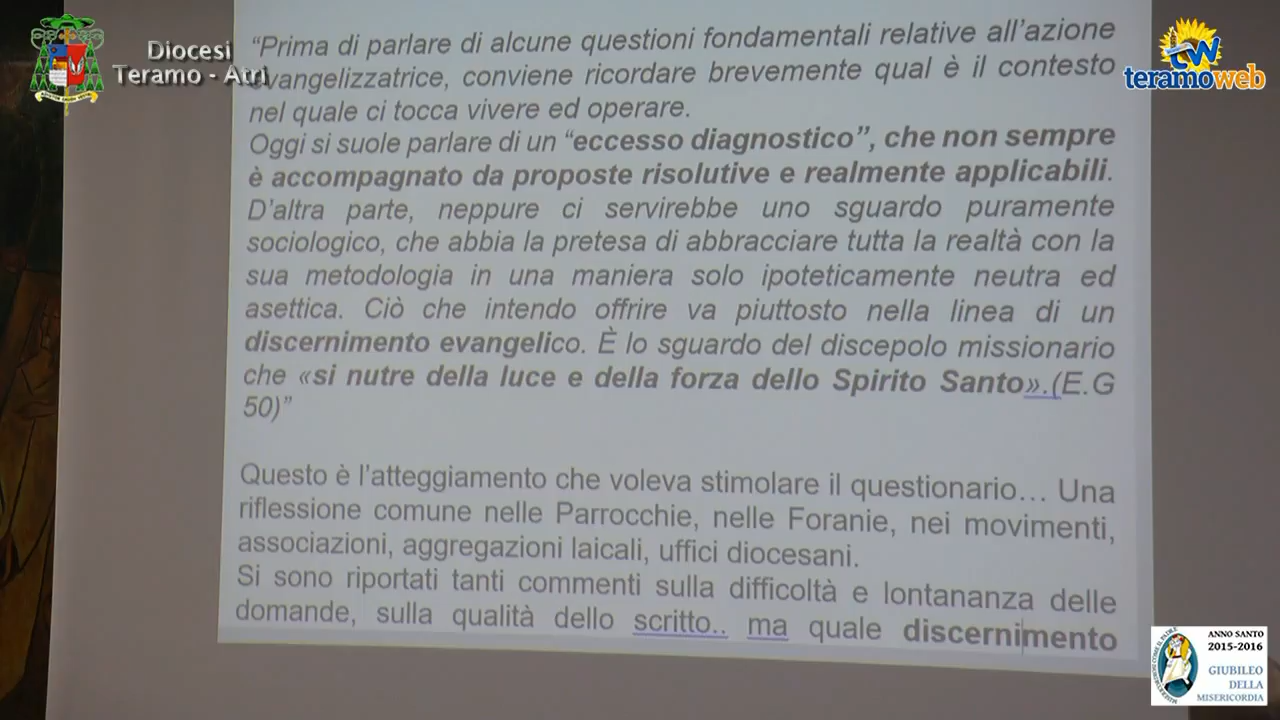 Diocesi
Teramo - Atri
TW
teramoweb
“Prima di parlare di alcune questioni fondamentali relative all’azione
evangelizzatrice, conviene ricordare brevemente qual è il contesto
nel quale ci tocca vivere ed operare.
Oggi si suole parlare di un “eccesso diagnostico”, che non sempre
è accompagnato da proposte risolutive e realmente applicabili.
D’altra parte, neppure ci servirebbe uno sguardo puramente
sociologico, che abbia la pretesa di abbracciare tutta la realtà con la
sua metodologia in una maniera solo ipoteticamente neutra ed
asettica. Ciò che intendo offrire va piuttosto nella linea di un
discernimento evangelico. È lo sguardo del discepolo missionario
che «si nutre della luce e della forza dello Spirito Santo».(E.G
50)”
Questo è l’atteggiamento che voleva stimolare il questionario… Una
riflessione comune nelle Parrocchie, nelle Foranie, nei movimenti,
associazioni, aggregazioni laicali, uffici diocesani.
Si sono riportati tanti commenti sulla difficoltà e lontananza delle
domande, sulla qualità dello scritto.. ma quale discernimento
ANNO SANTO
2015-2016
GIUBILEO
DELLA
MISERICORDIA